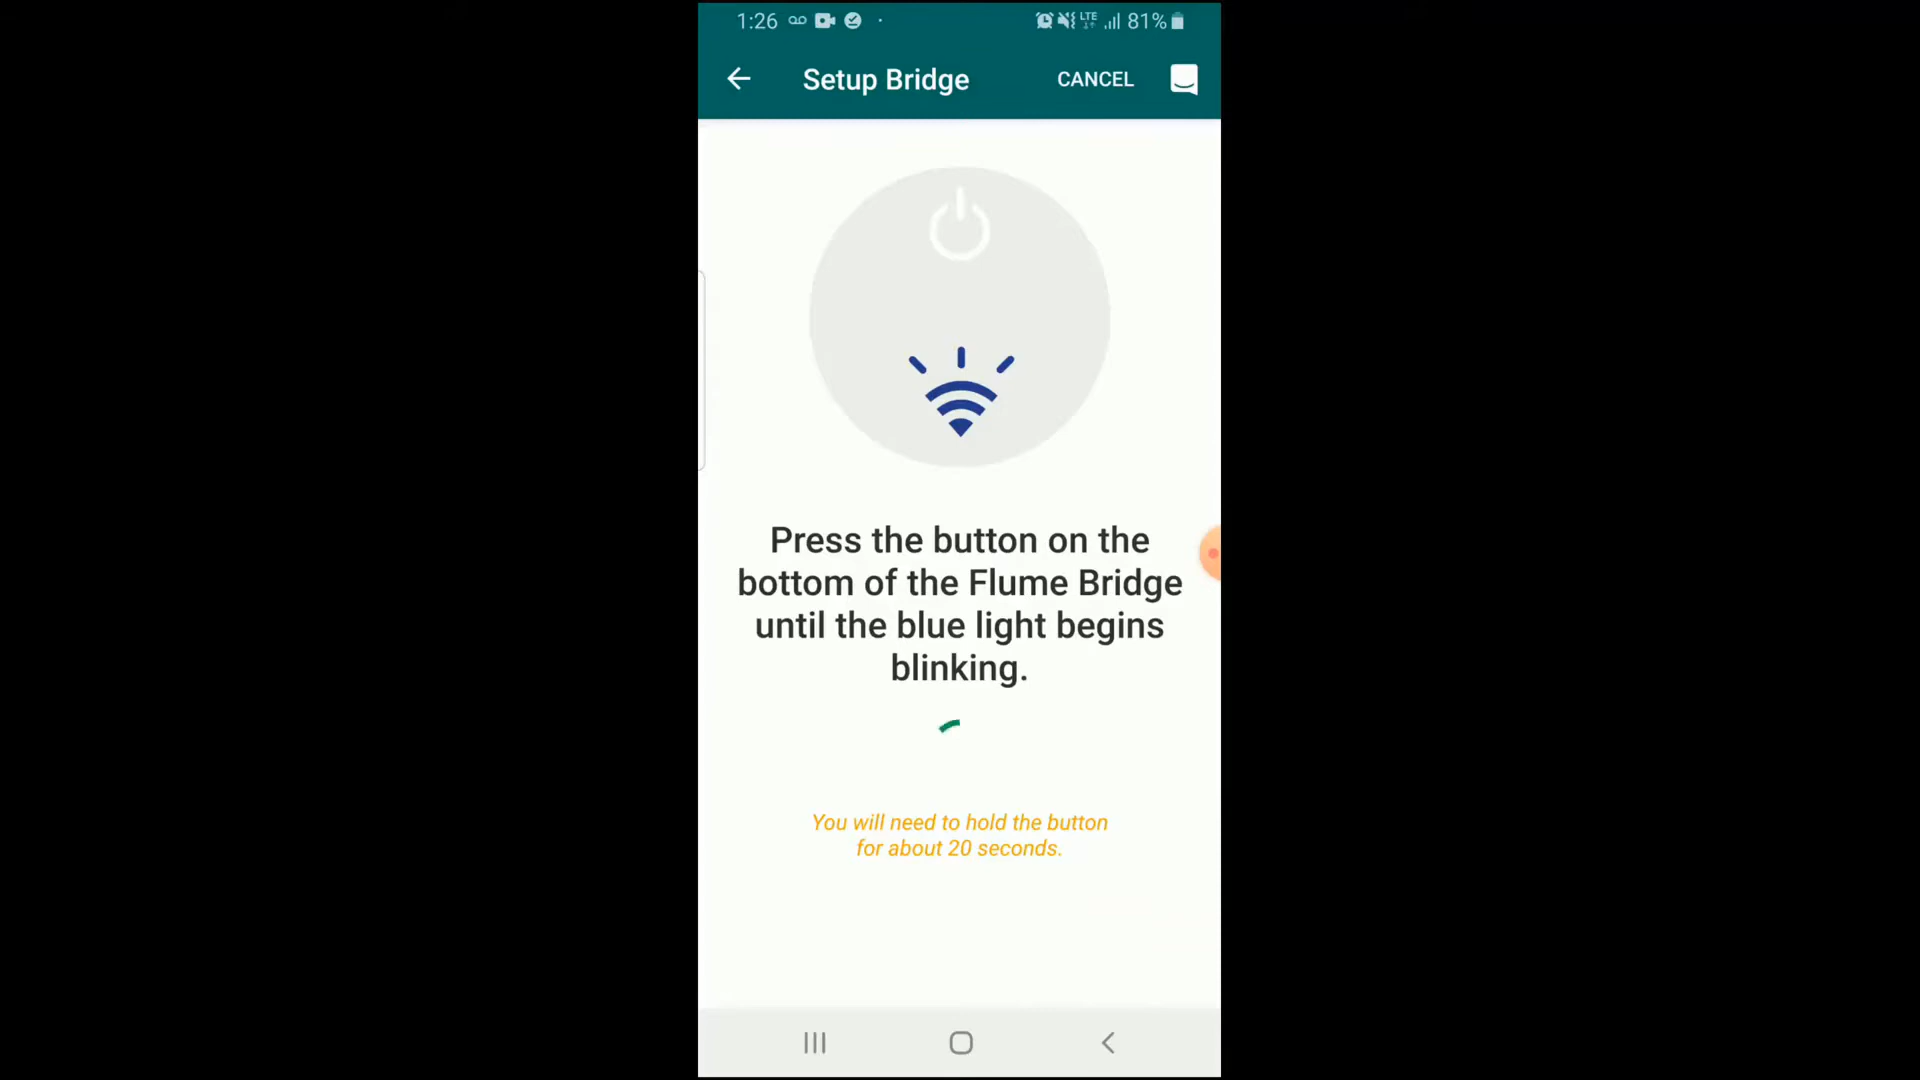 1:26 LTE 81%
Setup Bridge CANCEL
Press the button on the
bottom of the Flume Bridge
until the blue light begins
blinking.
You will need to hold the button
for about 20 seconds.